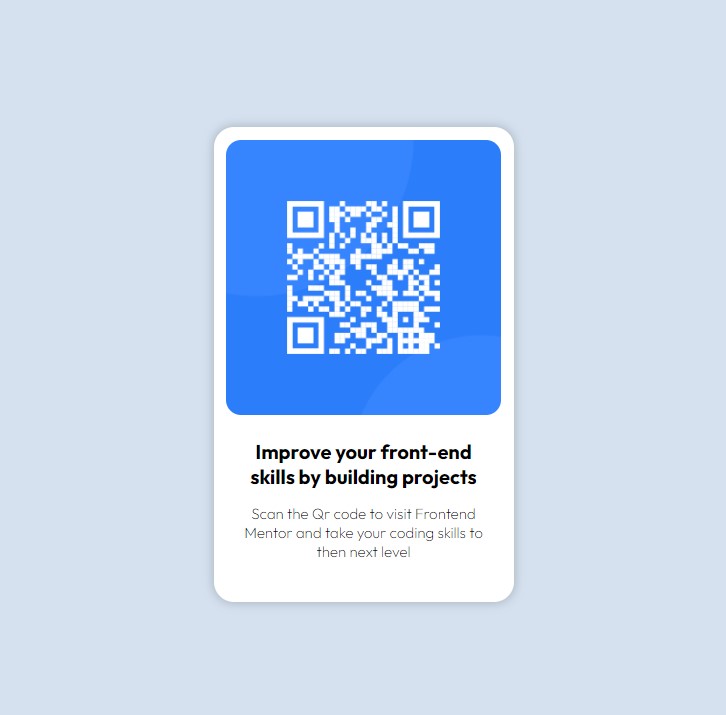 Improve your front-end
skills by building projects
Scan the Qr code to visit Frontend
Mentor and take your coding skills to
then next level